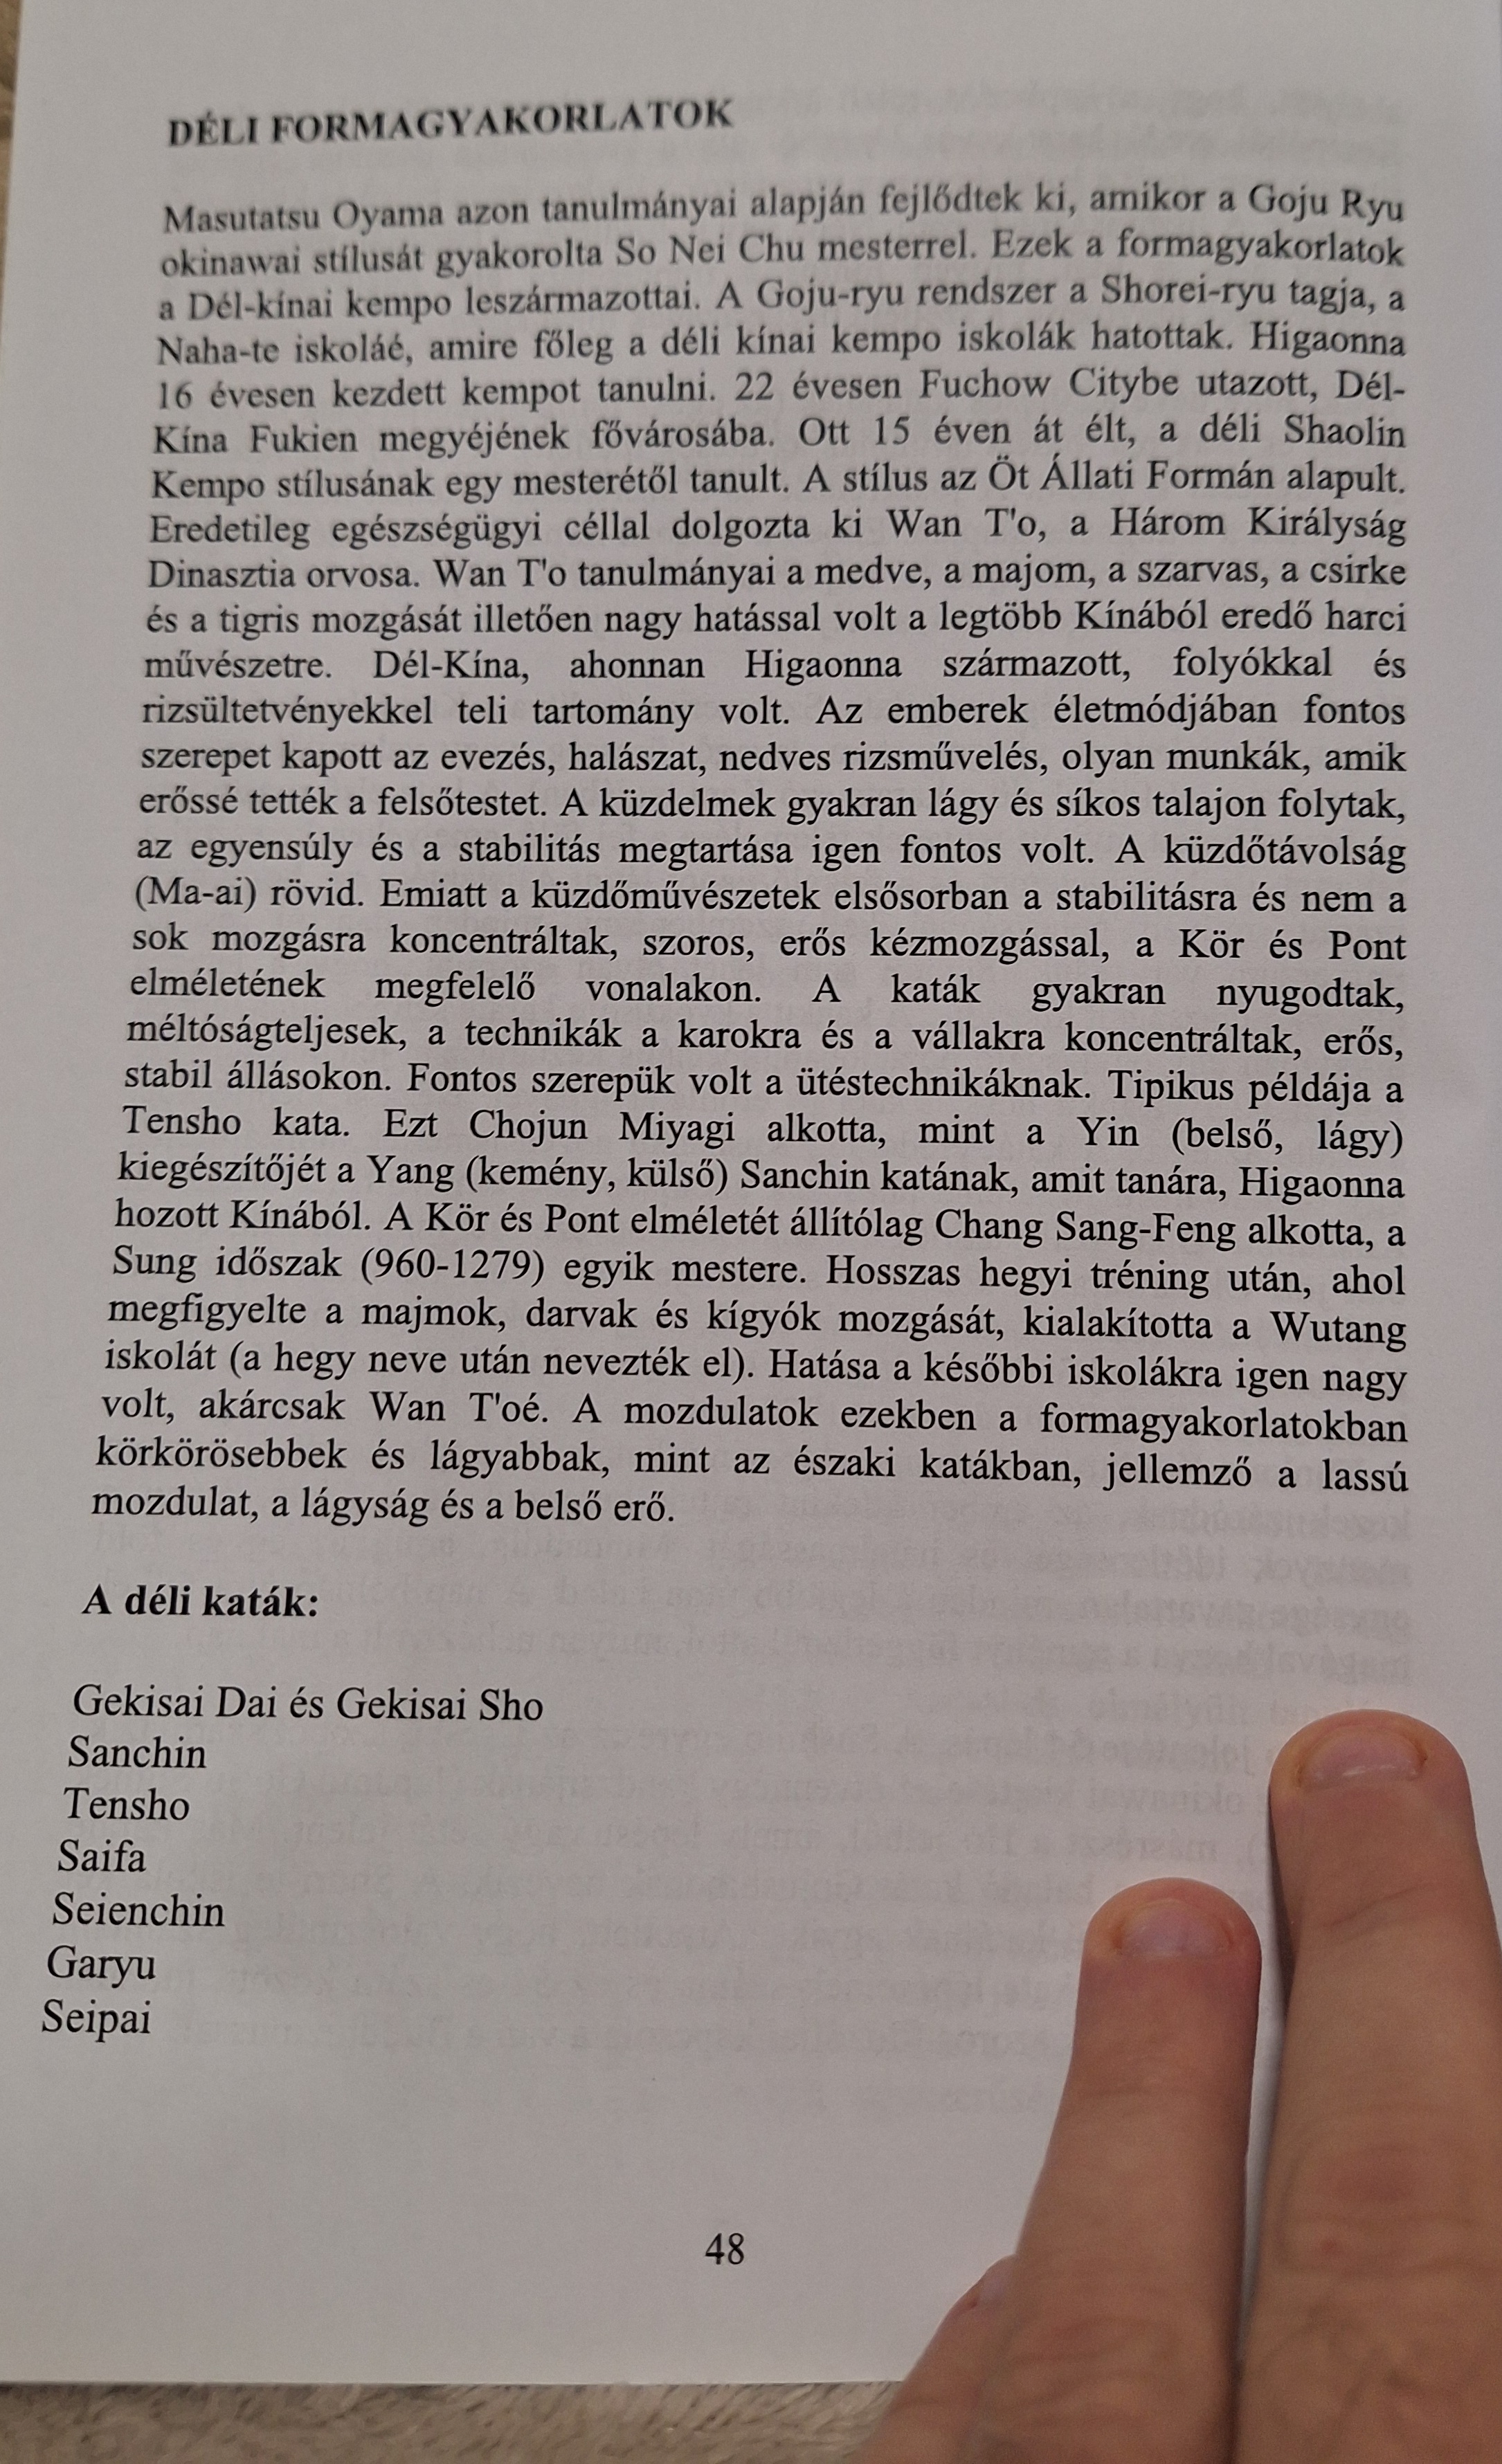 DÉLI FORMAGYAKORLATOK
Masutatsu Oyama azon tanulmányai alapján fejlődtek ki, amikor a Goju Ryu
okinawai stílusát gyakorolta So Nei Chu mesterrel. Ezek a formagyakorlatok
a Dél-kínai kempo leszármazottai. A Goju-ryu rendszer a Shorei-ryu tagja, a
Naha-te iskoláé, amire főleg a déli kínai kempo iskolák hatottak. Higaonna
16 évesen kezdett kempot tanulni. 22 évesen Fuchow Citybe utazott, Dél-
Kína Fukien megyéjének fővárosába. Ott 15 éven át élt, a déli Shaolin
Kempo stílusának egy mesterétől tanult. A stílus az Öt Állati Formán alapult.
Eredetileg egészségügyi céllal dolgozta ki Wan T'o, a Három Királyság
Dinasztia orvosa. Wan T'o tanulmányai a medve, a majom, a szarvas, a csirke
és a tigris mozgását illetően nagy hatással volt a legtöbb Kínából eredő harci
művészetre. Dél-Kína, ahonnan Higaonna származott, folyókkal és
rizsültetvényekkel teli tartomány volt. Az emberek életmódjában fontos
szerepet kapott az evezés, halászat, nedves rizsművelés, olyan munkák, amik
erőssé tették a felsőtestet. A küzdelmek gyakran lágy és síkos talajon folytak,
az egyensúly és a stabilitás megtartása igen fontos volt. A küzdőtávolság
(Ma-ai) rövid. Emiatt a küzdőművészetek elsősorban a stabilitásra és nem a
sok mozgásra koncentráltak, szoros, erős kézmozgással, a Kör és Pont
elméletének megfelelő vonalakon. A katák gyakran nyugodtak,
méltóságteljesek, a technikák a karokra és a vállakra koncentráltak, erős,
stabil állásokon. Fontos szerepük volt a ütéstechnikáknak. Tipikus példája a
Tensho kata. Ezt Chojun Miyagi alkotta, mint a Yin (belső, lágy)
kiegészítőjét a Yang (kemény, külső) Sanchin katának, amit tanára, Higaonna
hozott Kínából. A Kör és Pont elméletét állítólag Chang Sang-Feng alkotta, a
Sung időszak (960-1279) egyik mestere. Hosszas hegyi tréning után, ahol
megfigyelte a majmok, darvak és kígyók mozgását, kialakította a Wutang
iskolát (a hegy neve után nevezték el). Hatása a későbbi iskolákra igen nagy
volt, akárcsak Wan T'oé. A mozdulatok ezekben a formagyakorlatokban
körkörösebbek és lágyabbak, mint az északi katákban, jellemző a lassú
mozdulat, a lágyság és a belső erő.
A déli katák:
Gekisai Dai és Gekisai Sho
Sanchin
Tensho
Saifa
Seienchin
Garyu
Seipai
48